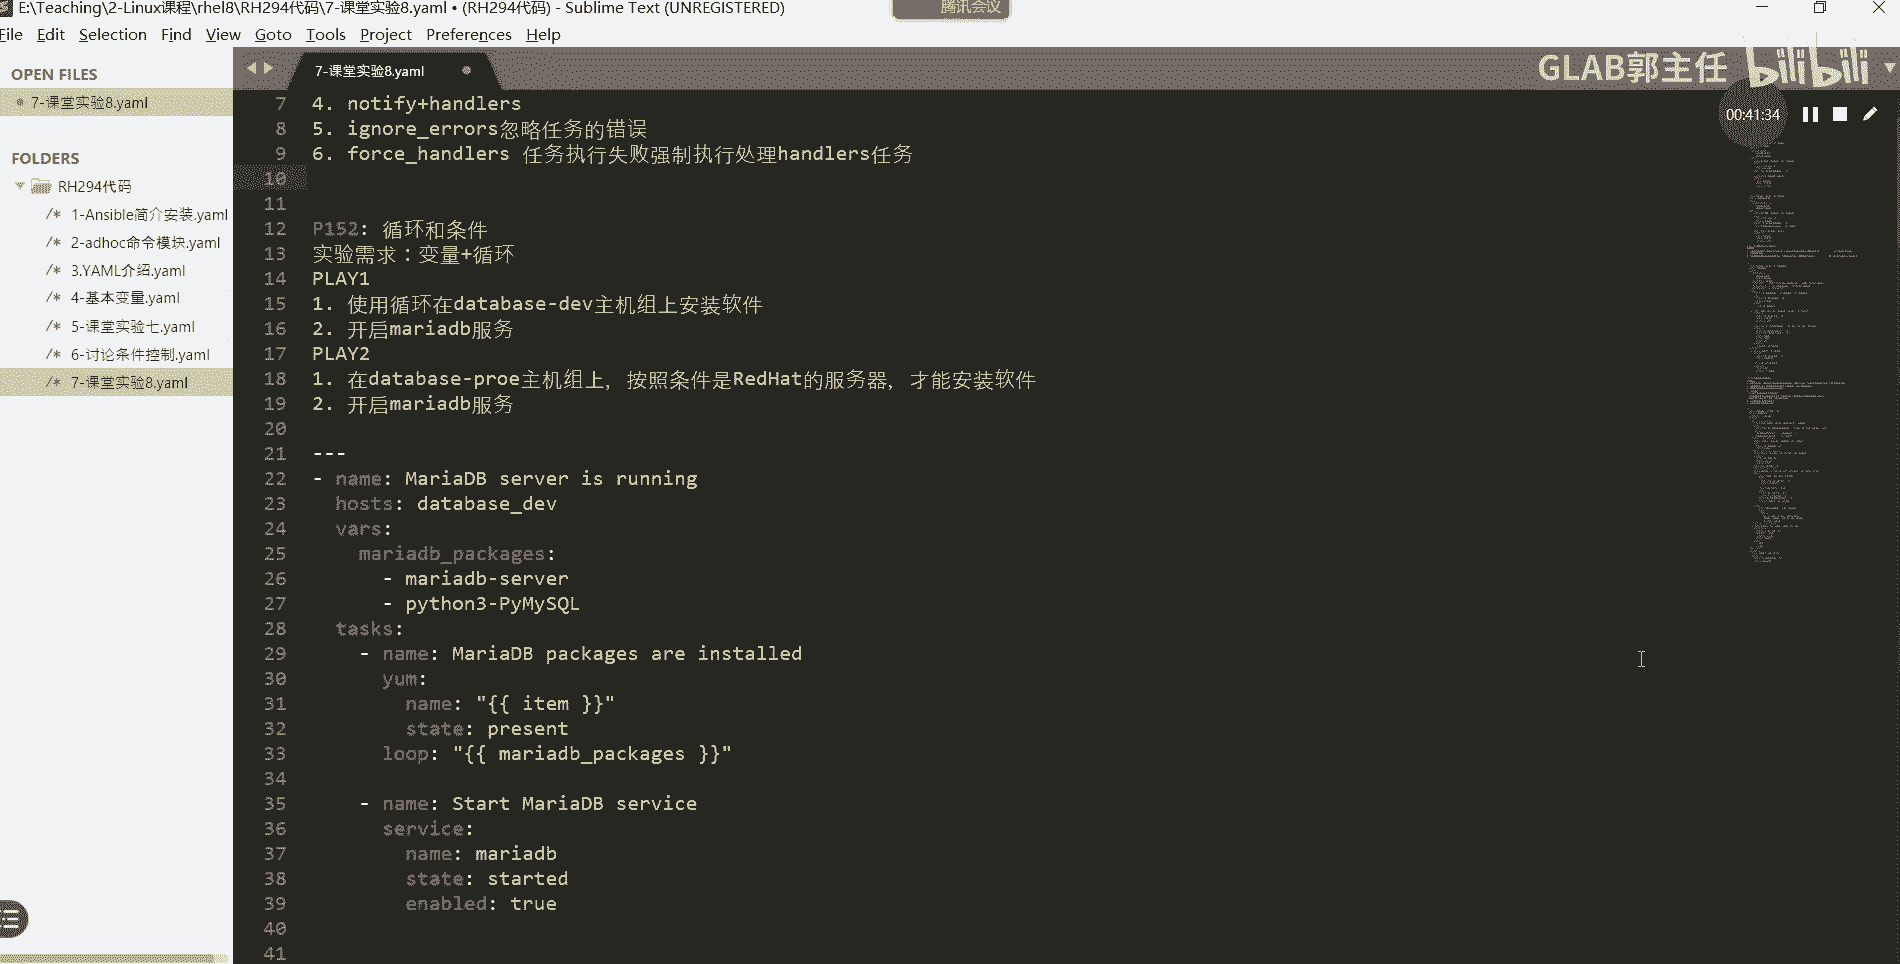 E:\Teaching\2-Linux课程\rhel8\RH294代码\7-课堂实验8.yaml • (RH294代码) - Sublime Text (UNREGISTERED)
腾讯会议
File Edit Selection Find View Goto Tools Project Preferences Help
OPEN FILES
7-课堂实验8.yaml
FOLDERS
RH294代码
/* 1-Ansible简介安装.yaml
/* 2-adhoc命令模块.yaml
/* 3.YAML介绍.yaml
/* 4-基本变量.yaml
/* 5-课堂实验七.yaml
/* 6-讨论条件控制.yaml
/* 7-课堂实验8.yaml
7-课堂实验8.yaml
GLAB郭主任 bilibili
00:41:34
7 4. notify+handlers
8 5. ignore_errors忽略任务的错误
9 6. force_handlers 任务执行失败强制执行处理handlers任务
10
11
12 P152: 循环和条件
13 实验需求：变量+循环
14 PLAY1
15 1. 使用循环在database-dev主机组上安装软件
16 2. 开启mariadb服务
17 PLAY2
18 1. 在database-proe主机组上, 按照条件是RedHat的服务器, 才能安装软件
19 2. 开启mariadb服务
20
21 ---
22 - name: MariaDB server is running
23   hosts: database_dev
24   vars:
25     mariadb_packages:
26       - mariadb-server
27       - python3-PyMySQL
28   tasks:
29     - name: MariaDB packages are installed
30       yum:
31         name: "{{ item }}"
32         state: present
33       loop: "{{ mariadb_packages }}"
34
35     - name: Start MariaDB service
36       service:
37         name: mariadb
38         state: started
39         enabled: true
40
41